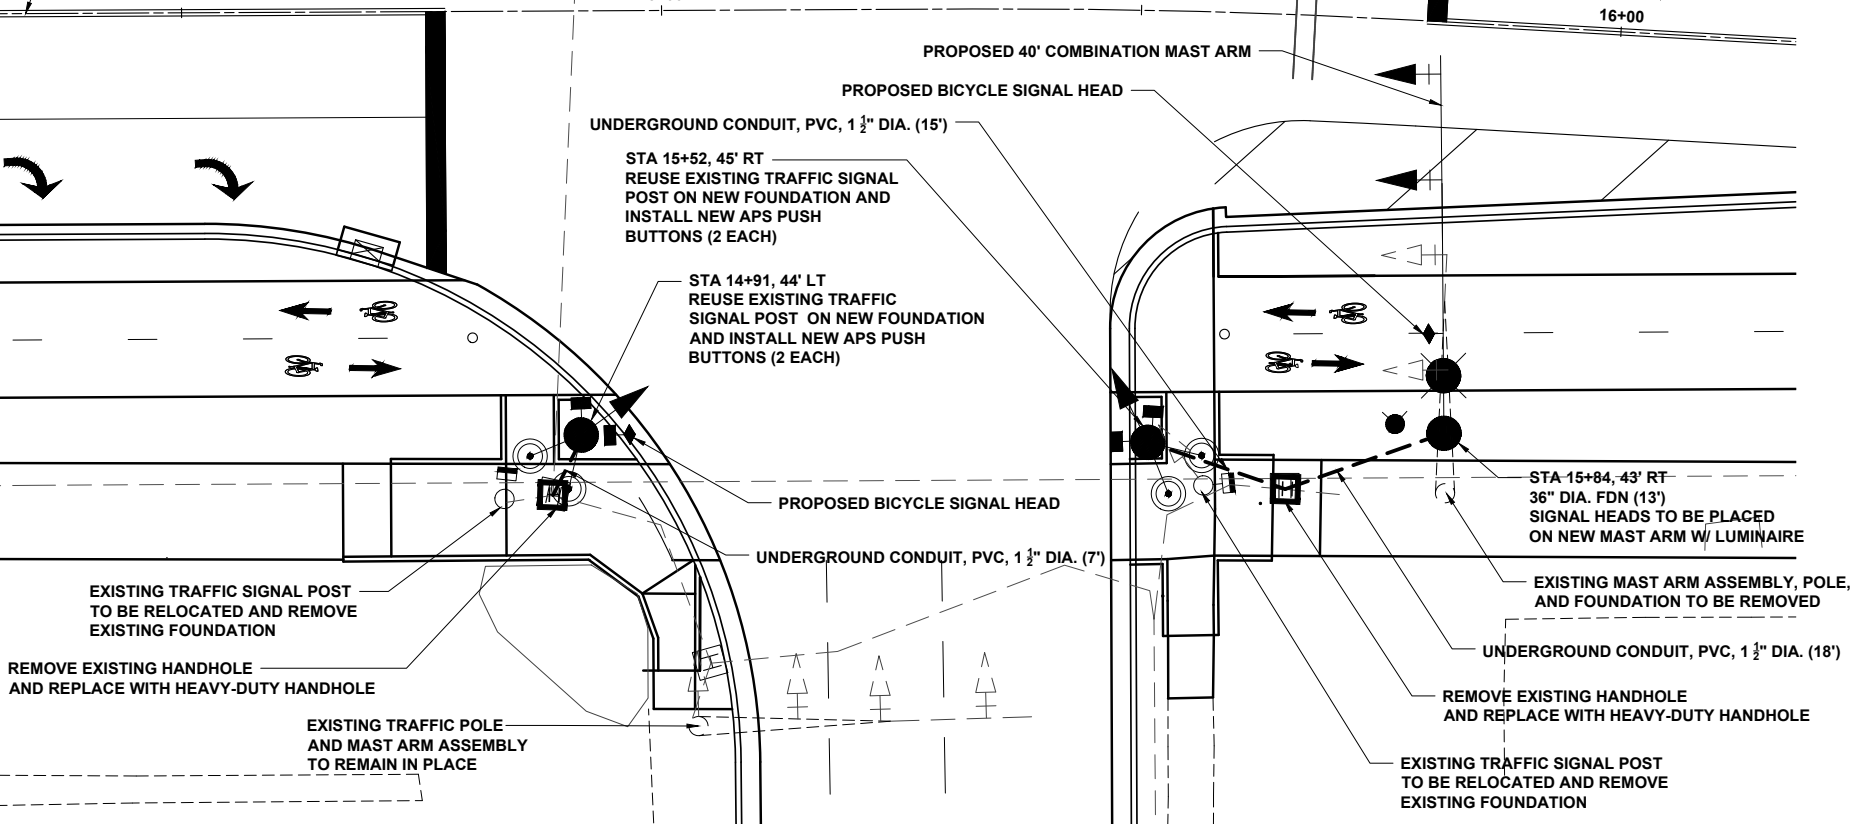 16+00
PROPOSED 40' COMBINATION MAST ARM
PROPOSED BICYCLE SIGNAL HEAD
UNDERGROUND CONDUIT, PVC, 1 1/2" DIA. (15')
STA 15+52, 45' RT
REUSE EXISTING TRAFFIC SIGNAL
POST ON NEW FOUNDATION AND
INSTALL NEW APS PUSH
BUTTONS (2 EACH)
STA 14+91, 44' LT
REUSE EXISTING TRAFFIC
SIGNAL POST ON NEW FOUNDATION
AND INSTALL NEW APS PUSH
BUTTONS (2 EACH)
PROPOSED BICYCLE SIGNAL HEAD
UNDERGROUND CONDUIT, PVC, 1 1/2" DIA. (7')
STA 15+84, 43' RT
36" DIA. FDN (13')
SIGNAL HEADS TO BE PLACED
ON NEW MAST ARM W/ LUMINAIRE
EXISTING MAST ARM ASSEMBLY, POLE,
AND FOUNDATION TO BE REMOVED
UNDERGROUND CONDUIT, PVC, 1 1/2" DIA. (18')
REMOVE EXISTING HANDHOLE
AND REPLACE WITH HEAVY-DUTY HANDHOLE
EXISTING TRAFFIC SIGNAL POST
TO BE RELOCATED AND REMOVE
EXISTING FOUNDATION
EXISTING TRAFFIC SIGNAL POST
TO BE RELOCATED AND REMOVE
EXISTING FOUNDATION
REMOVE EXISTING HANDHOLE
AND REPLACE WITH HEAVY-DUTY HANDHOLE
EXISTING TRAFFIC POLE
AND MAST ARM ASSEMBLY
TO REMAIN IN PLACE